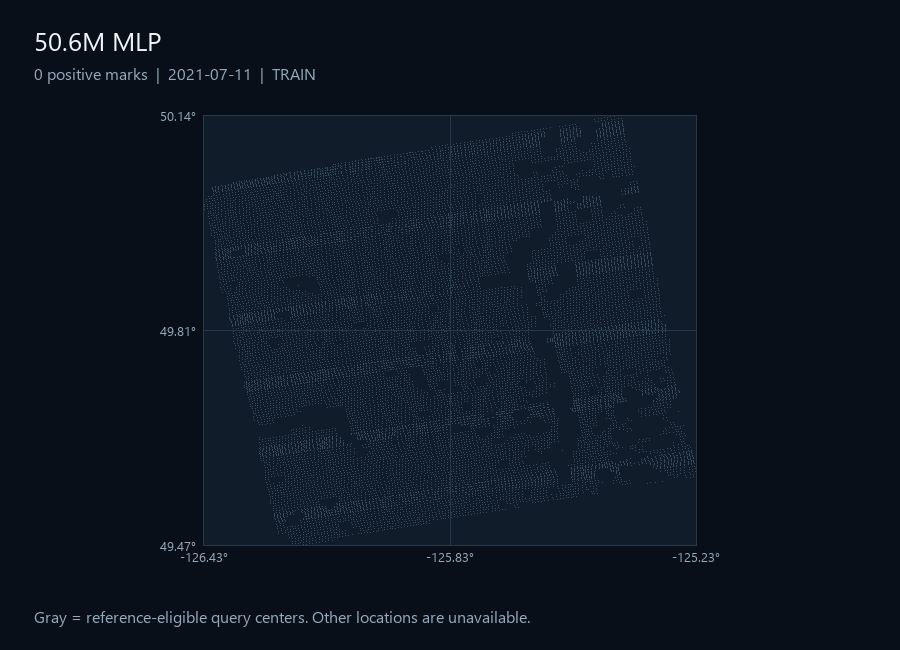 50.6M MLP
0 positive marks | 2021-07-11 | TRAIN
50.14°
49.81°
49.47°
-126.43° -125.83° -125.23°
Gray = reference-eligible query centers. Other locations are unavailable.